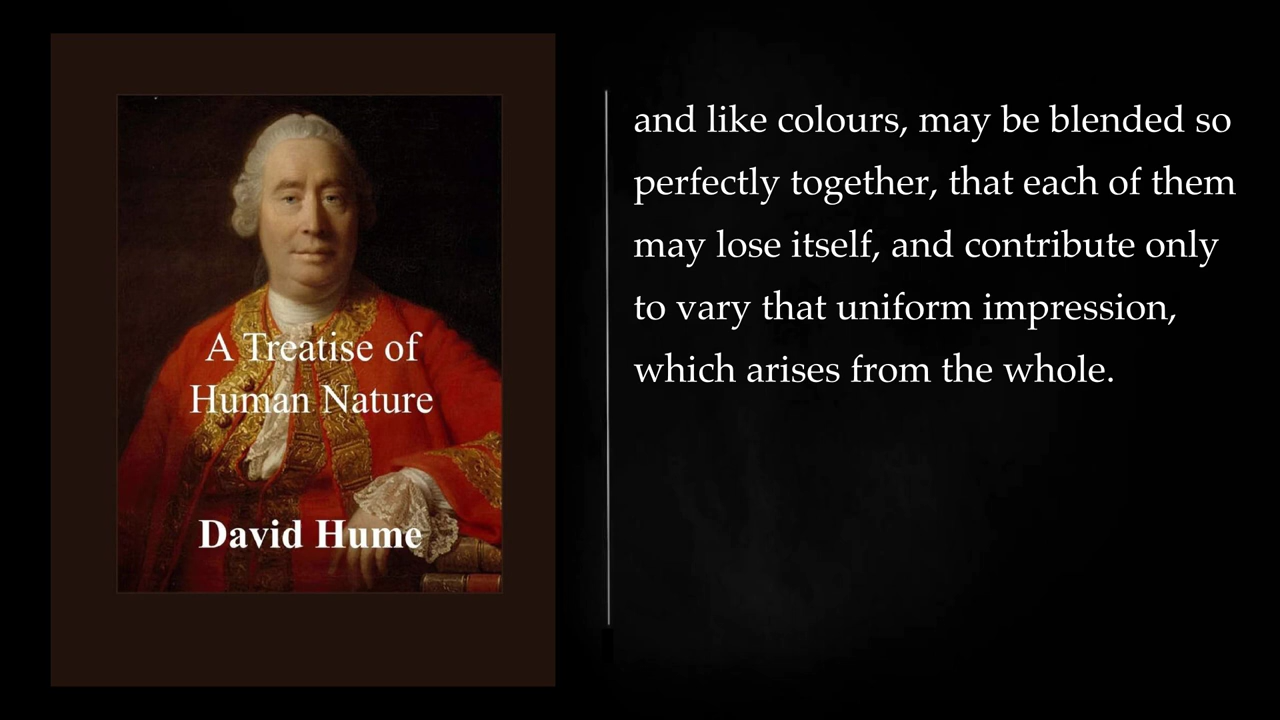 A Treatise of
Human Nature
David Hume
and like colours, may be blended so
perfectly together, that each of them
may lose itself, and contribute only
to vary that uniform impression,
which arises from the whole.